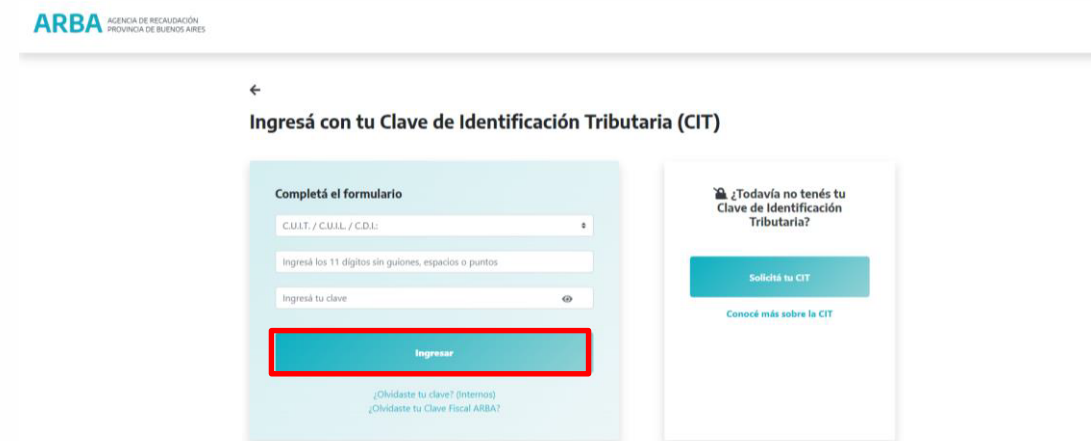 ARBA
AGENCIA DE RECAUDACIÓN
PROVINCIA DE BUENOS AIRES
Ingresá con tu Clave de Identificación Tributaria (CIT)
Completá el formulario
C.U.I.T. / C.U.I.L. / C.D.I.:
Ingresá los 11 dígitos sin guiones, espacios o puntos
Ingresá tu clave
Ingresar
¿Olvidaste tu clave? (Internos)
¿Olvidaste tu Clave Fiscal ARBA?
¿Todavía no tenés tu
Clave de Identificación
Tributaria?
Solicitá tu CIT
Conocé más sobre la CIT